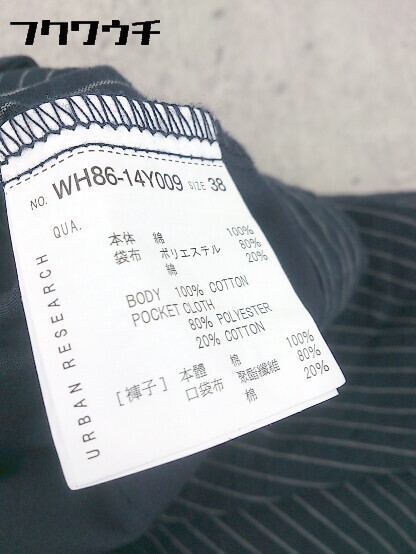 フクワウチ
NO. WH86-14Y009 SIZE 38
QUA.
本体 綿 100%
袋布 ポリエステル 80%
綿 20%
BODY 100% COTTON
POCKET CLOTH
80% POLYESTER
20% COTTON
[褲子] 本體 棉 100%
口袋布 聚酯纖維 80%
棉 20%
URBAN RESEARCH